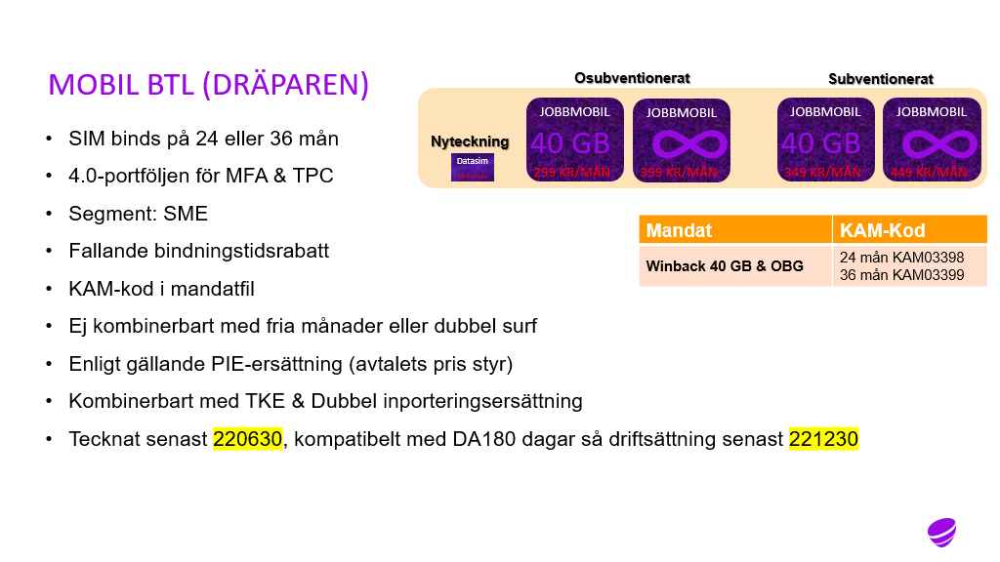 MOBIL BTL (DRÄPAREN)
• SIM binds på 24 eller 36 mån
• 4.0-portföljen för MFA & TPC
• Segment: SME
• Fallande bindningstidsrabatt
• KAM-kod i mandatfil
• Ej kombinerbart med fria månader eller dubbel surf
• Enligt gällande PIE-ersättning (avtalets pris styr)
• Kombinerbart med TKE & Dubbel inporteringsersättning
• Tecknat senast 220630, kompatibelt med DA180 dagar så driftsättning senast 221230
Osubventionerat
Subventionerat
Nyteckning
Datasim
JOBBMOBIL
40 GB
299 KR/MÅN
JOBBMOBIL
∞
399 KR/MÅN
JOBBMOBIL
40 GB
349 KR/MÅN
JOBBMOBIL
∞
449 KR/MÅN
Mandat
KAM-Kod
Winback 40 GB & OBG
24 mån KAM03398
36 mån KAM03399